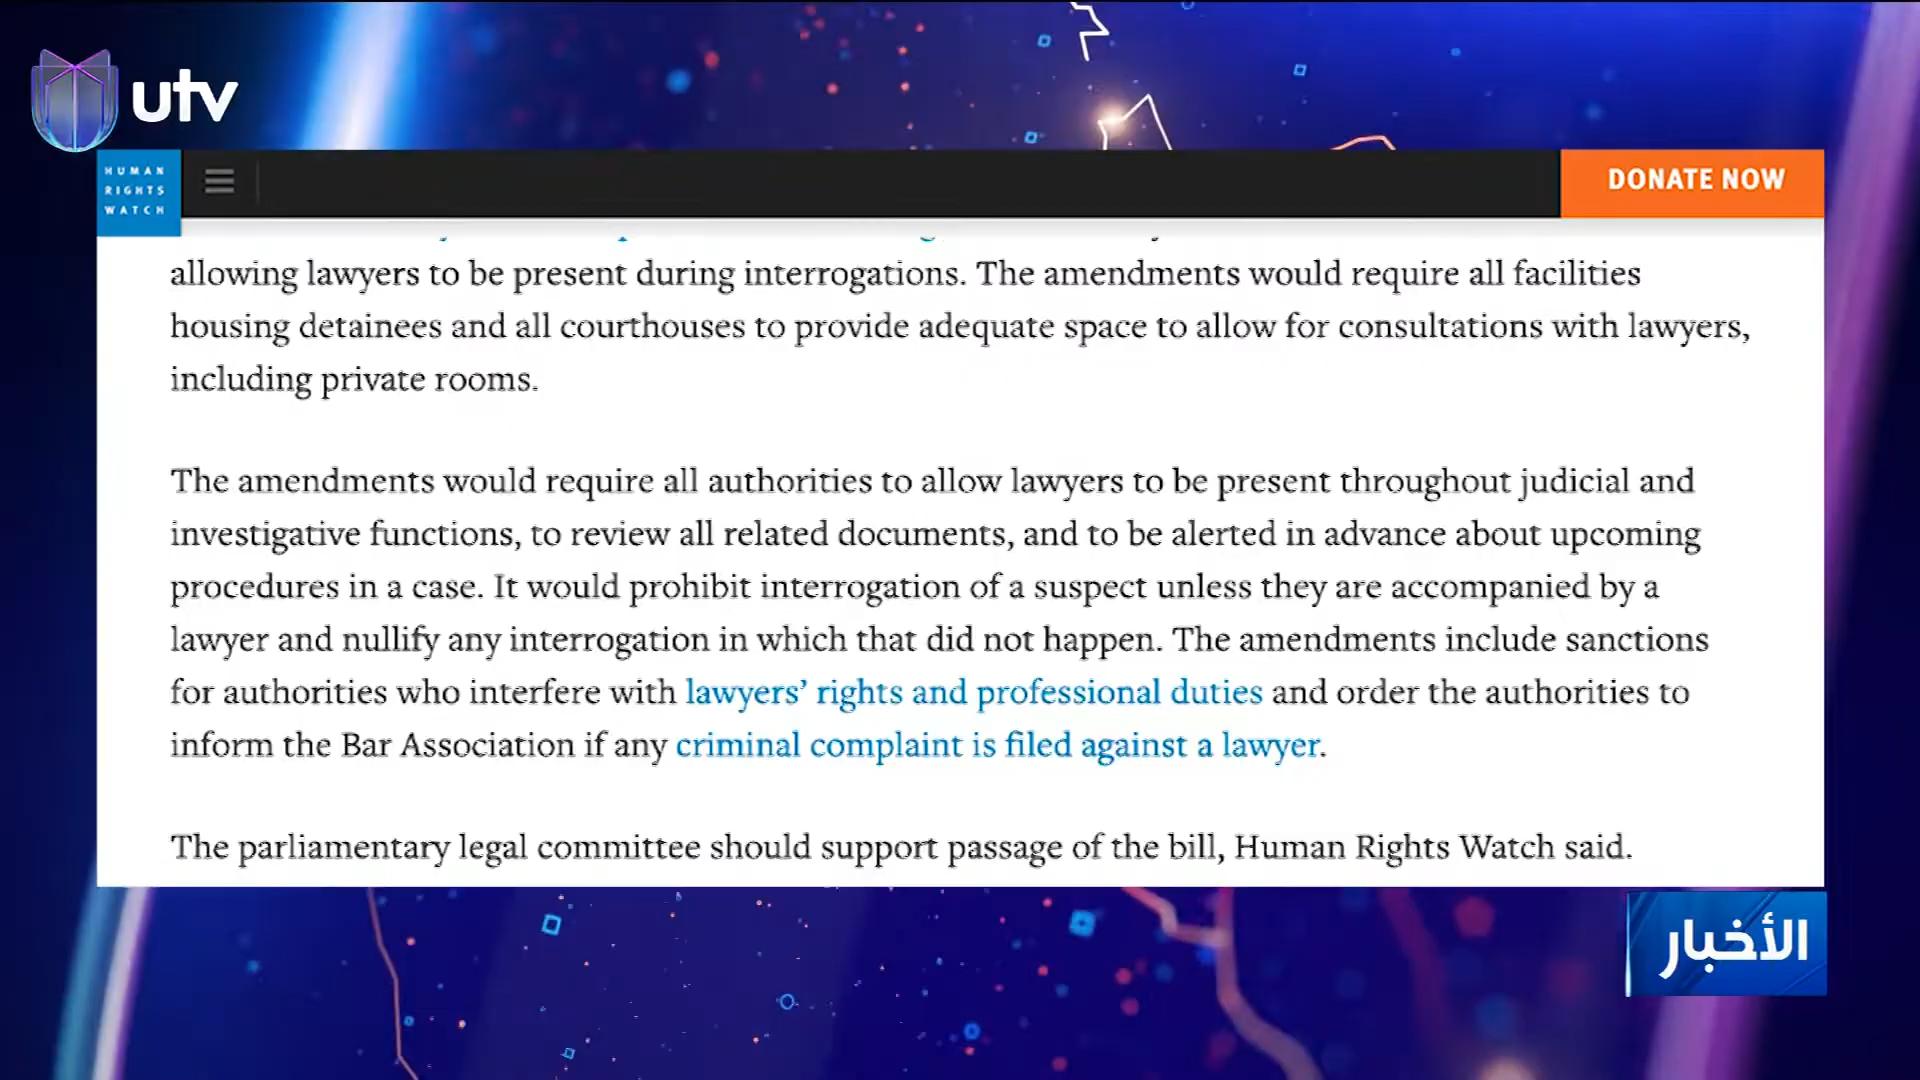 utv
HUMAN
RIGHTS
WATCH
DONATE NOW
allowing lawyers to be present during interrogations. The amendments would require all facilities
housing detainees and all courthouses to provide adequate space to allow for consultations with lawyers,
including private rooms.
The amendments would require all authorities to allow lawyers to be present throughout judicial and
investigative functions, to review all related documents, and to be alerted in advance about upcoming
procedures in a case. It would prohibit interrogation of a suspect unless they are accompanied by a
lawyer and nullify any interrogation in which that did not happen. The amendments include sanctions
for authorities who interfere with lawyers’ rights and professional duties and order the authorities to
inform the Bar Association if any criminal complaint is filed against a lawyer.
The parliamentary legal committee should support passage of the bill, Human Rights Watch said.
الأخبار